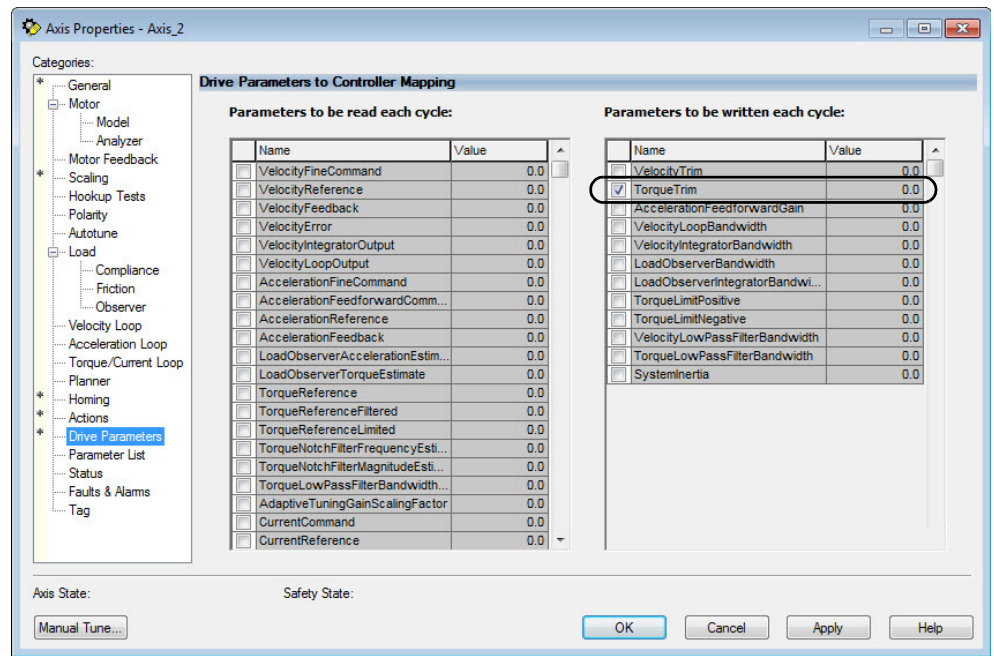 Axis Properties - Axis_2
Categories:
* General
Motor
Model
Analyzer
Motor Feedback
* Scaling
Hookup Tests
Polarity
Autotune
Load
Compliance
Friction
Observer
Velocity Loop
Acceleration Loop
Torque/Current Loop
Planner
* Homing
* Actions
* Drive Parameters
Parameter List
Status
Faults & Alarms
Tag
Drive Parameters to Controller Mapping
Parameters to be read each cycle:
Name Value
VelocityFineCommand 0.0
VelocityReference 0.0
VelocityFeedback 0.0
VelocityError 0.0
VelocityIntegratorOutput 0.0
VelocityLoopOutput 0.0
AccelerationFineCommand 0.0
AccelerationFeedforwardComm... 0.0
AccelerationReference 0.0
AccelerationFeedback 0.0
LoadObserverAccelerationEstim... 0.0
LoadObserverTorqueEstimate 0.0
TorqueReference 0.0
TorqueReferenceFiltered 0.0
TorqueReferenceLimited 0.0
TorqueNotchFilterFrequencyEsti... 0.0
TorqueNotchFilterMagnitudeEsti... 0.0
TorqueLowPassFilterBandwidth... 0.0
AdaptiveTuningGainScalingFactor 0.0
CurrentCommand 0.0
CurrentReference 0.0
Parameters to be written each cycle:
Name Value
VelocityTrim 0.0
TorqueTrim 0.0
AccelerationFeedforwardGain 0.0
VelocityLoopBandwidth 0.0
VelocityIntegratorBandwidth 0.0
LoadObserverBandwidth 0.0
LoadObserverIntegratorBandwi... 0.0
TorqueLimitPositive 0.0
TorqueLimitNegative 0.0
VelocityLowPassFilterBandwidth 0.0
TorqueLowPassFilterBandwidth 0.0
SystemInertia 0.0
Axis State:
Safety State:
Manual Tune...
OK
Cancel
Apply
Help